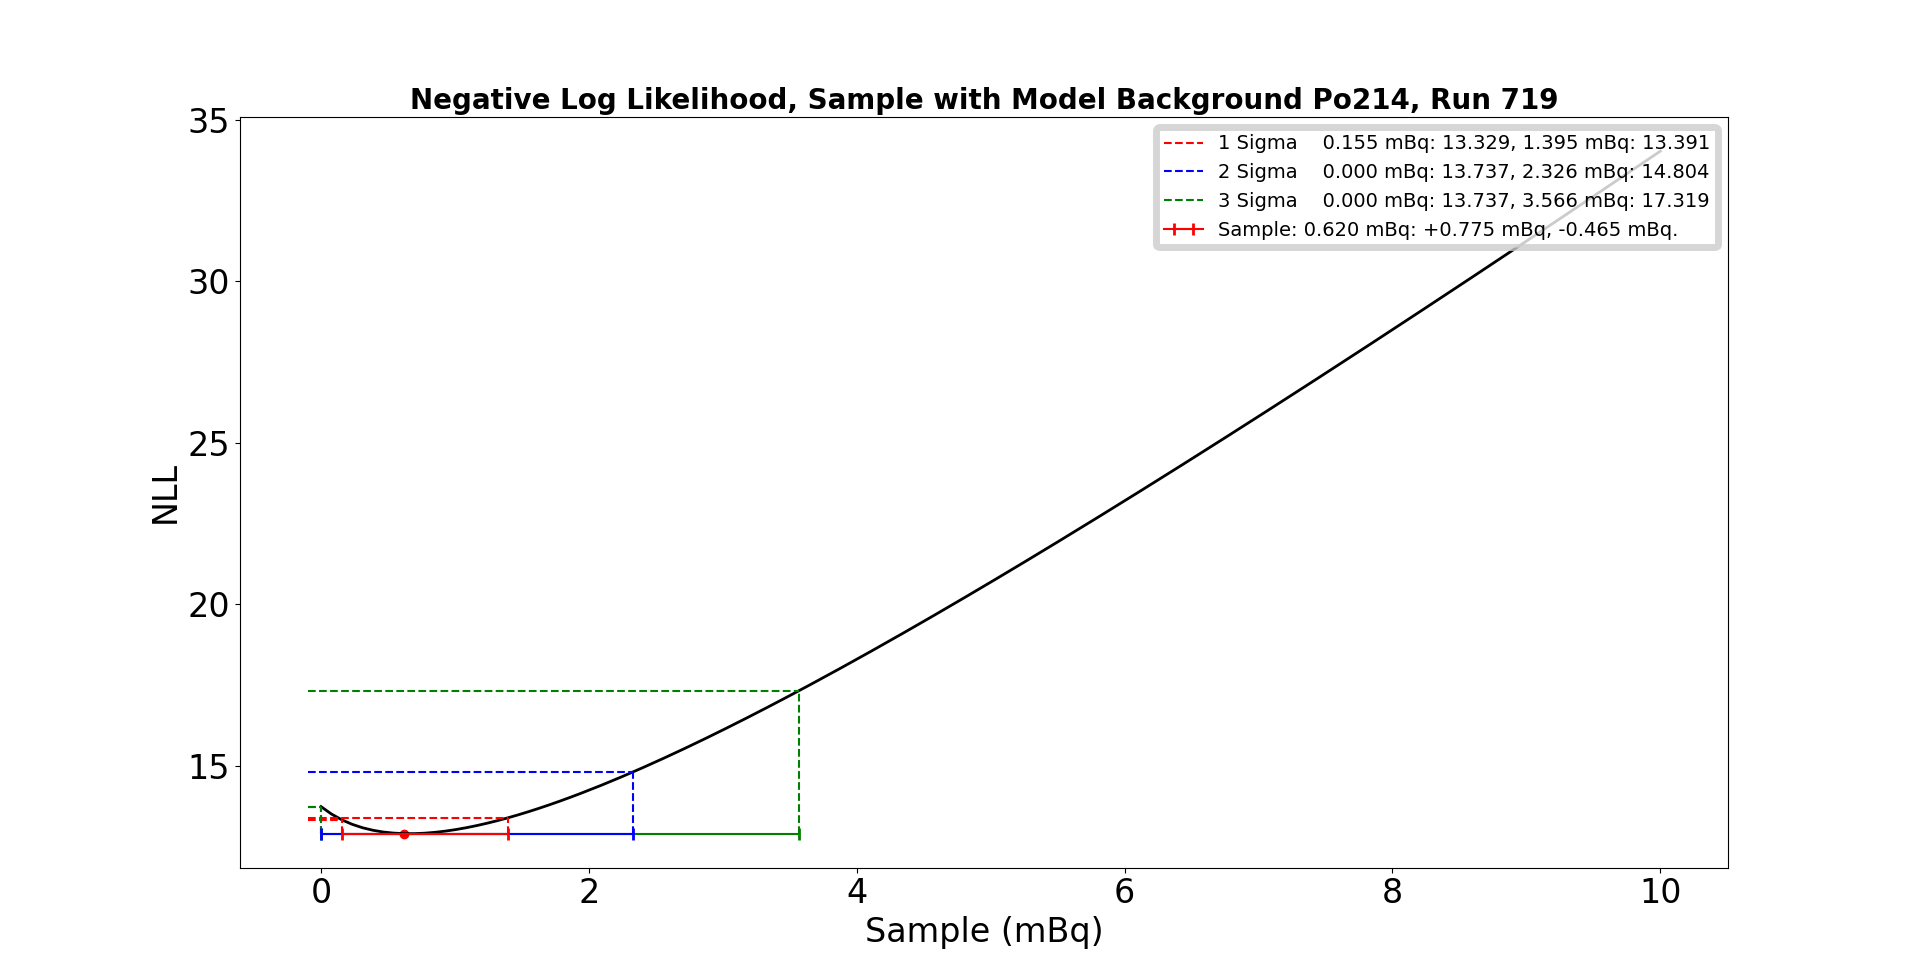 Negative Log Likelihood, Sample with Model Background Po214, Run 719
35
30
25
20
15
NLL
1 Sigma 0.155 mBq: 13.329, 1.395 mBq: 13.391
2 Sigma 0.000 mBq: 13.737, 2.326 mBq: 14.804
3 Sigma 0.000 mBq: 13.737, 3.566 mBq: 17.319
Sample: 0.620 mBq: +0.775 mBq, -0.465 mBq.
0 2 4 6 8 10
Sample (mBq)